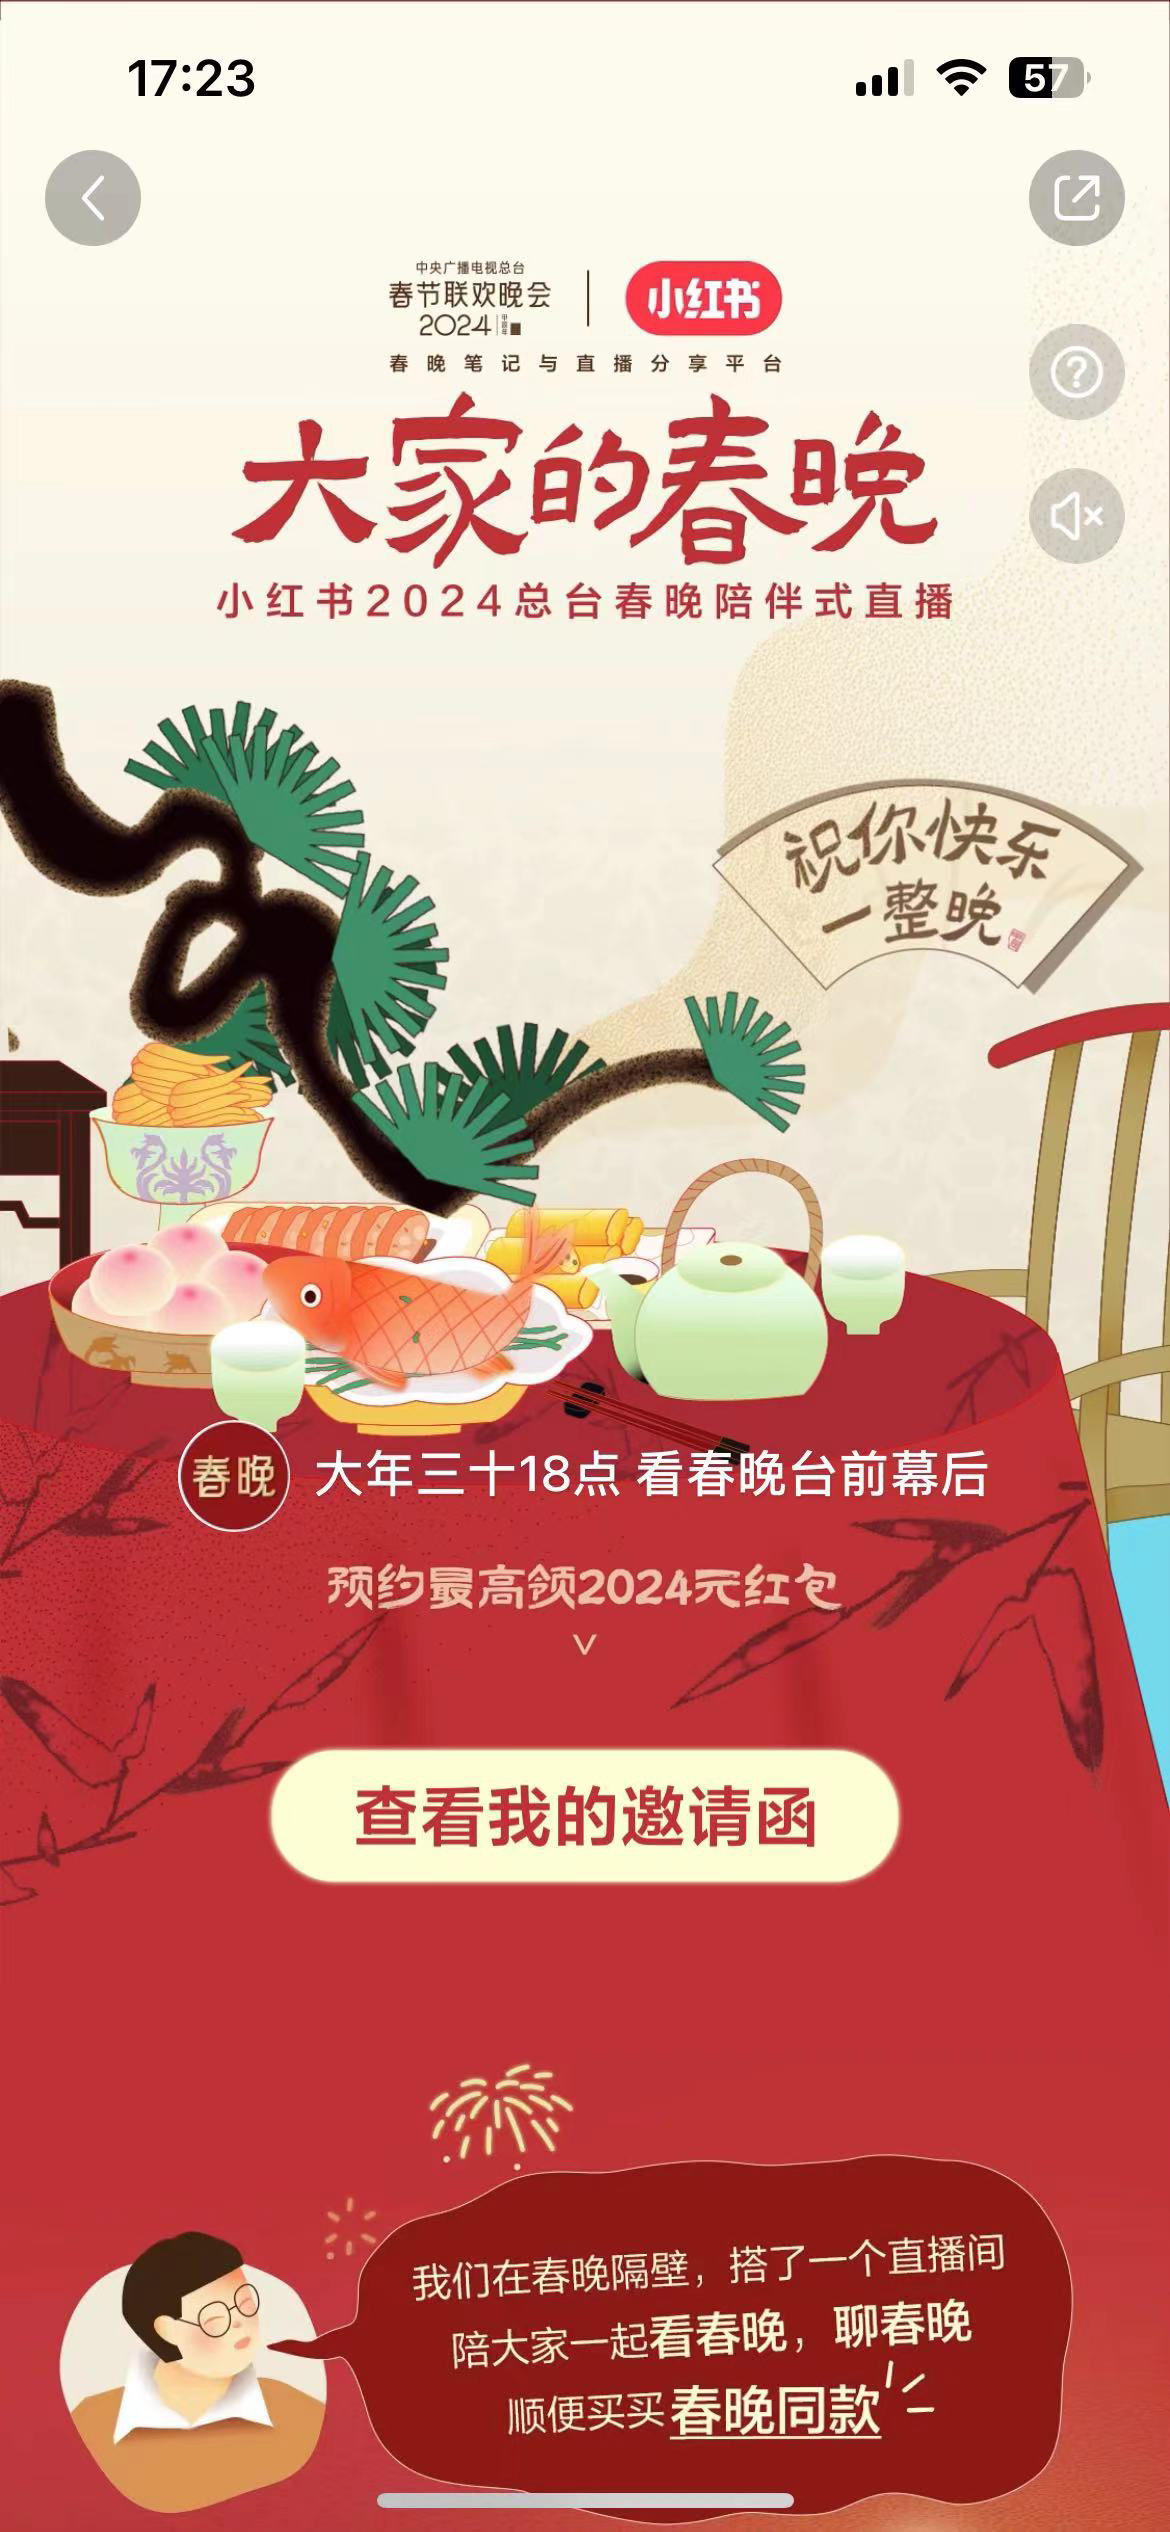 17:23
57
中央广播电视总台
春节联欢晚会
2024
小红书
春晚笔记与直播分享平台
大家的春晚
小红书2024总台春晚陪伴式直播
祝你快乐
一整晚
春晚
大年三十18点 看春晚台前幕后
预约最高领2024元红包
查看我的邀请函
我们在春晚隔壁，搭了一个直播间
陪大家一起看春晚，聊春晚
顺便买买春晚同款